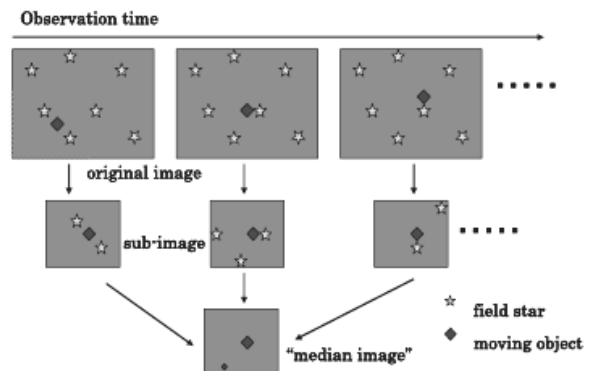 Observation time
original image
sub-image
field star
"median image"
moving object